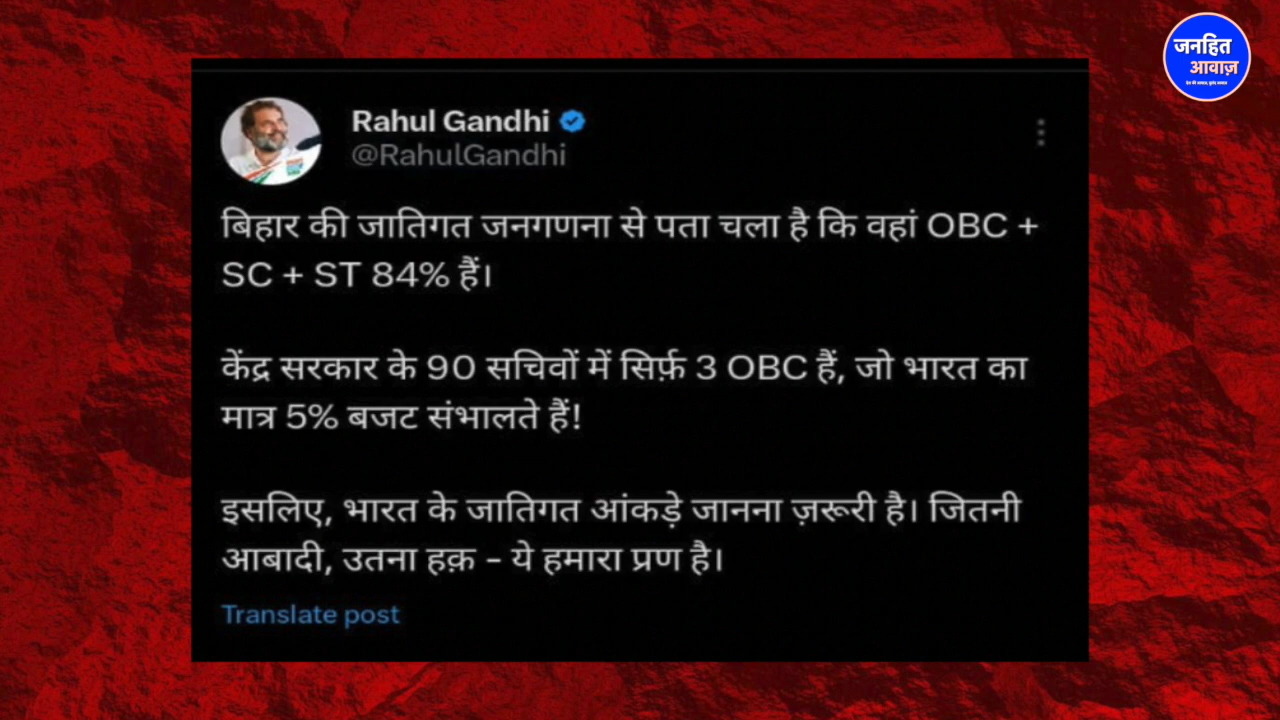 जनहित
आवाज़
Rahul Gandhi
@RahulGandhi
बिहार की जातिगत जनगणना से पता चला है कि वहां OBC +
SC + ST 84% हैं।
केंद्र सरकार के 90 सचिवों में सिर्फ़ 3 OBC हैं, जो भारत का
मात्र 5% बजट संभालते हैं!
इसलिए, भारत के जातिगत आंकड़े जानना ज़रूरी है। जितनी
आबादी, उतना हक़ – ये हमारा प्रण है।
Translate post